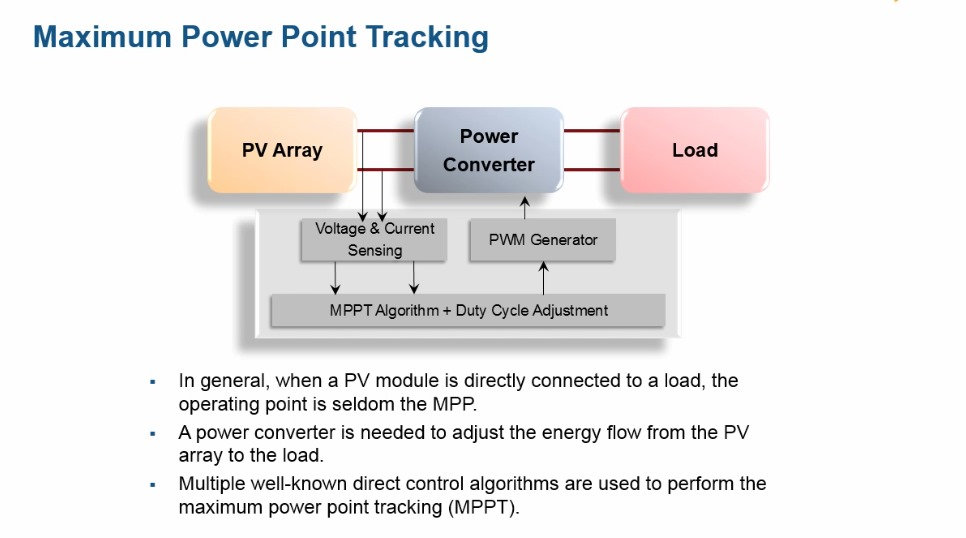 Maximum Power Point Tracking
PV Array
Power
Converter
Load
Voltage & Current
Sensing
PWM Generator
MPPT Algorithm + Duty Cycle Adjustment
▪ In general, when a PV module is directly connected to a load, the
operating point is seldom the MPP.
▪ A power converter is needed to adjust the energy flow from the PV
array to the load.
▪ Multiple well-known direct control algorithms are used to perform the
maximum power point tracking (MPPT).